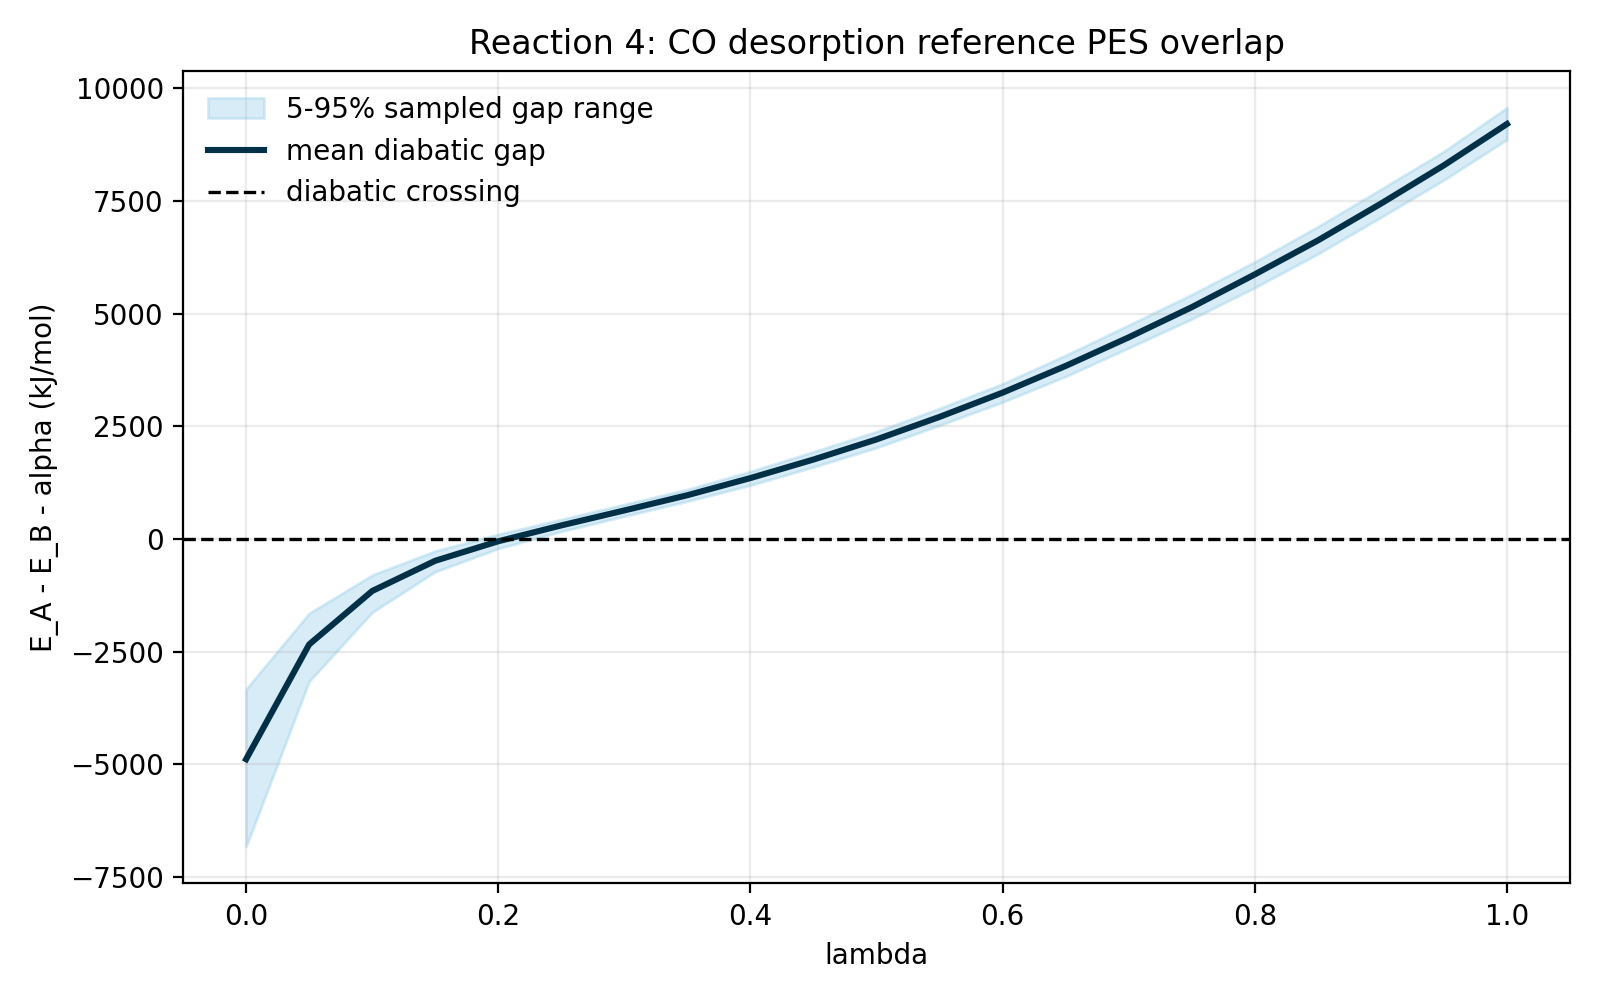 Reaction 4: CO desorption reference PES overlap
10000
7500
5000
2500
0
−2500
−5000
−7500
E_A - E_B - alpha (kJ/mol)
5-95% sampled gap range
mean diabatic gap
diabatic crossing
0.0 0.2 0.4 0.6 0.8 1.0
lambda